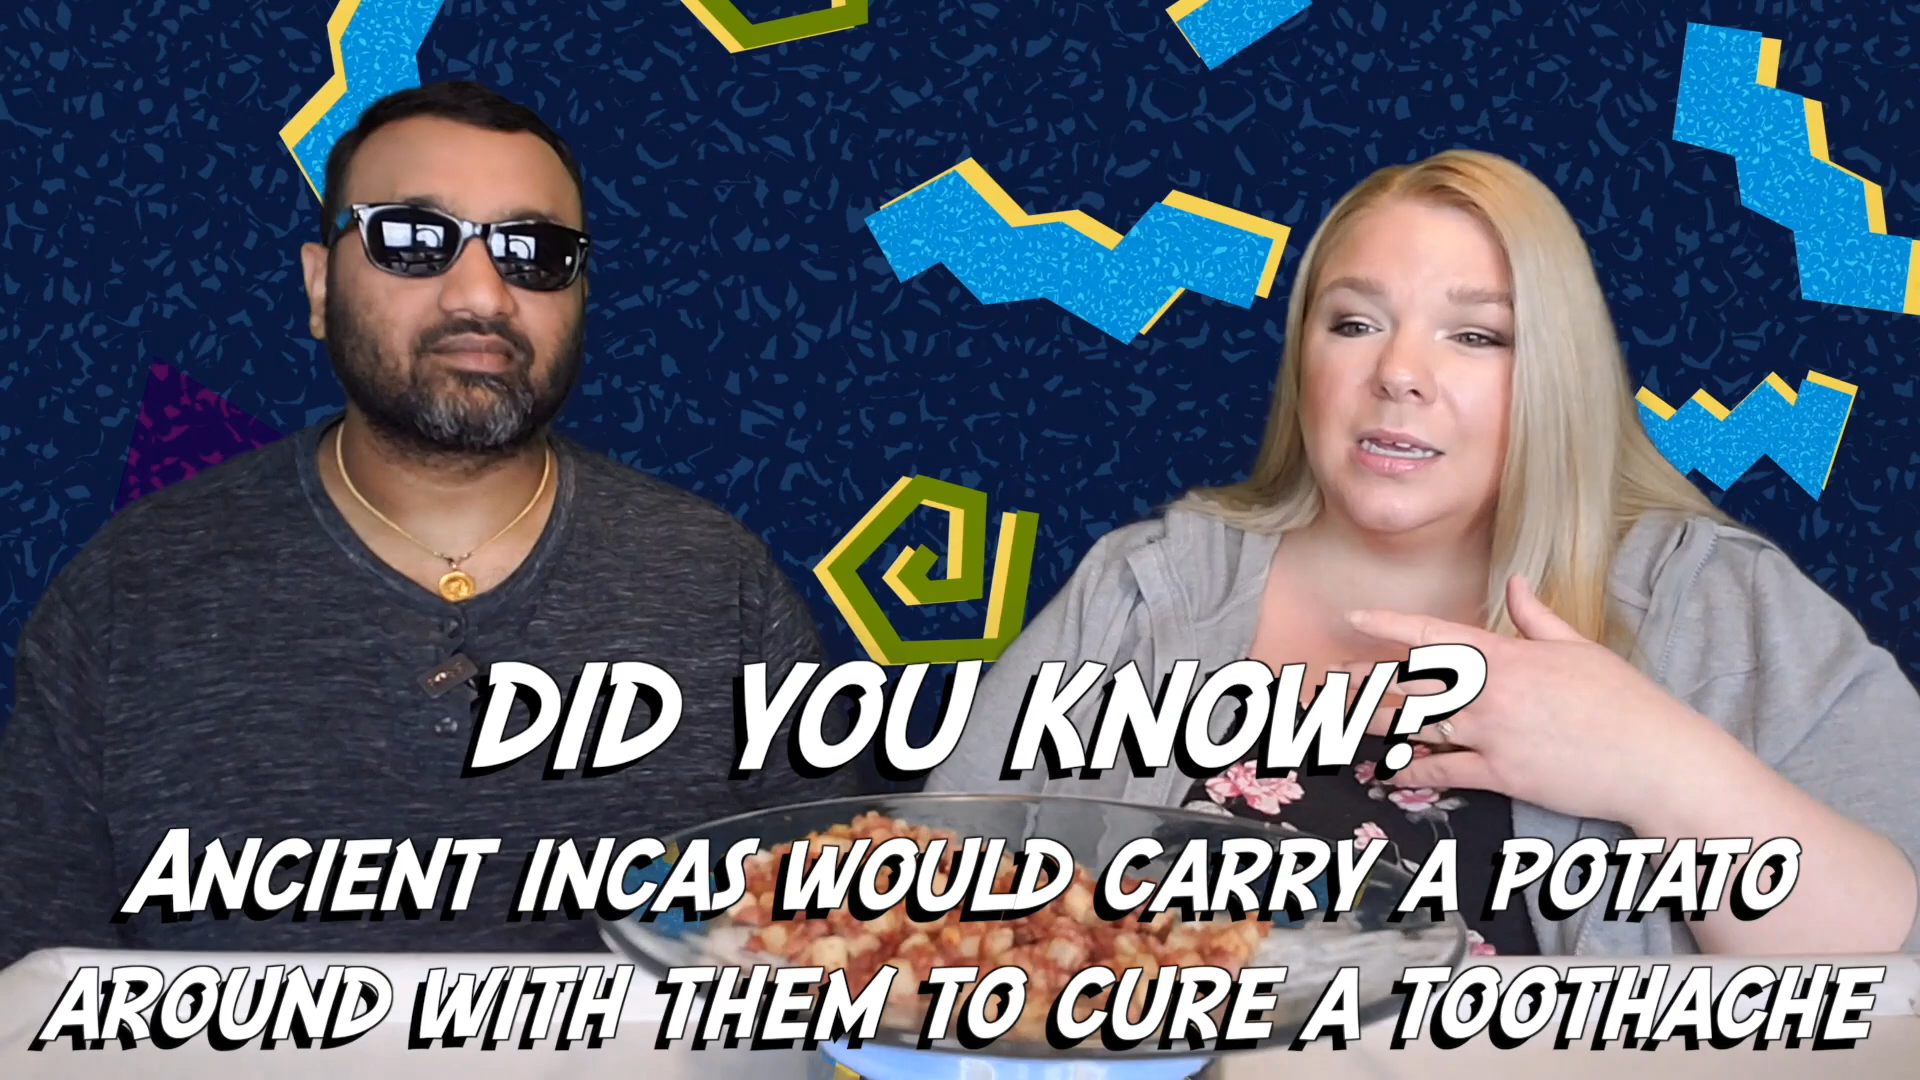 DID YOU KNOW?
ANCIENT INCAS WOULD CARRY A POTATO
AROUND WITH THEM TO CURE A TOOTHACHE